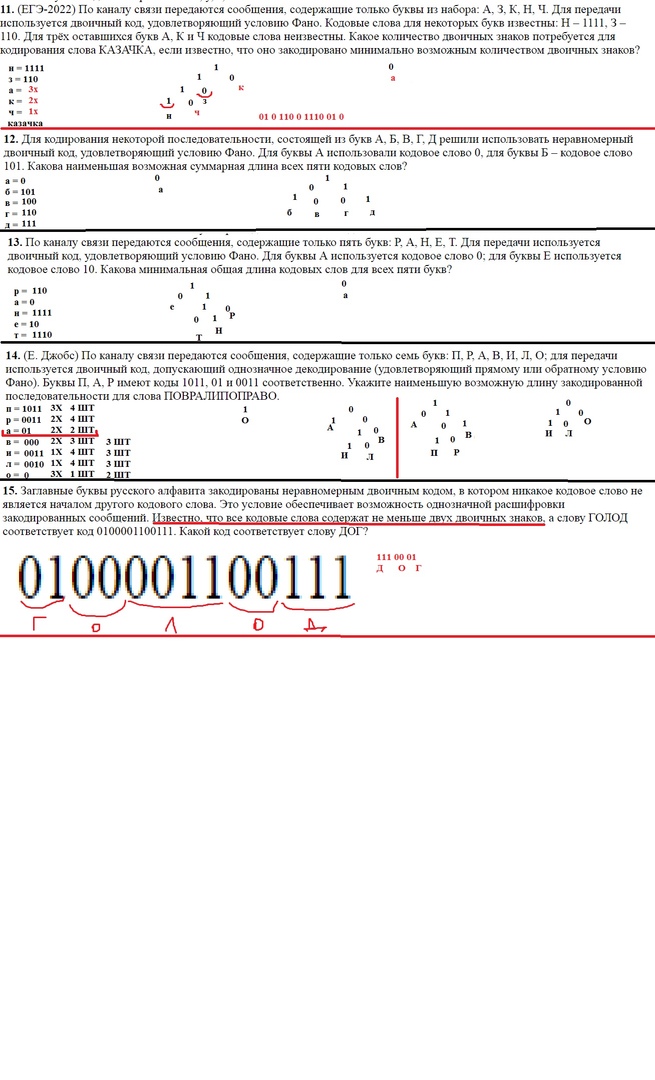 11. (ЕГЭ-2022) По каналу связи передаются сообщения, содержащие только буквы из набора: А, З, К, Н, Ч. Для передачи
используется двоичный код, удовлетворяющий условию Фано. Кодовые слова для некоторых букв известны: Н – 1111, З –
110. Для трёх оставшихся букв А, К и Ч кодовые слова неизвестны. Какое количество двоичных знаков потребуется для
кодирования слова КАЗАЧКА, если известно, что оно закодировано минимально возможным количеством двоичных знаков?
н = 1111
з = 110
а = 3х
к = 2х
ч = 1х
казачка
1 0
1 0 а
1 0 к
1 0 з
н ч
01 0 110 0 1110 01 0
12. Для кодирования некоторой последовательности, состоящей из букв А, Б, В, Г, Д решили использовать неравномерный
двоичный код, удовлетворяющий условию Фано. Для буквы А использовали кодовое слово 0, для буквы Б – кодовое слово
101. Какова наименьшая возможная суммарная длина всех пяти кодовых слов?
а = 0
б = 101
в = 100
г = 110
д = 111
0 1
а 0 1
1 0 0 1
б в г д
13. По каналу связи передаются сообщения, содержащие только пять букв: Р, А, Н, Е, Т. Для передачи используется
двоичный код, удовлетворяющий условию Фано. Для буквы А используется кодовое слово 0; для буквы Е используется
кодовое слово 10. Какова минимальная общая длина кодовых слов для всех пяти букв?
р = 110
а = 0
н = 1111
е = 10
т = 1110
1 0
0 1 а
е 1 0
0 1 Р
Т Н
14. (Е. Джобс) По каналу связи передаются сообщения, содержащие только семь букв: П, Р, А, В, И, Л, О; для передачи
используется двоичный код, допускающий однозначное декодирование (удовлетворяющий прямому или обратному условию
Фано). Буквы П, А, Р имеют коды 1011, 01 и 0011 соответственно. Укажите наименьшую возможную длину закодированной
последовательности для слова ПОВРАЛИПОПРАВО.
п = 1011 3Х 4 ШТ
р = 0011 2Х 4 ШТ
а = 01 2Х 2 ШТ
в = 000 2Х 3 ШТ 3 ШТ
и = 0011 1Х 4 ШТ 3 ШТ
л = 0010 1Х 4 ШТ 3 ШТ
о = 0 3Х 1 ШТ 2 ШТ
1 0
О 1 0
А 1 0
1 0 В
И Л
1 0
0 1 1 0
А 0 1 1 0 О
1 0 В И Л
П Р
15. Заглавные буквы русского алфавита закодированы неравномерным двоичным кодом, в котором никакое кодовое слово не
является началом другого кодового слова. Это условие обеспечивает возможность однозначной расшифровки
закодированных сообщений. Известно, что все кодовые слова содержат не меньше двух двоичных знаков, а слову ГОЛОД
соответствует код 0100001100111. Какой код соответствует слову ДОГ?
0100001100111
Г О Л О Д
111 00 01
Д О Г